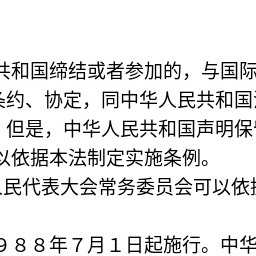 共和国缔结或者参加的，与国际
条约、协定，同中华人民共和国
但是，中华人民共和国声明保
以依据本法制定实施条例。
人民代表大会常务委员会可以依
９８８年７月１日起施行。中华